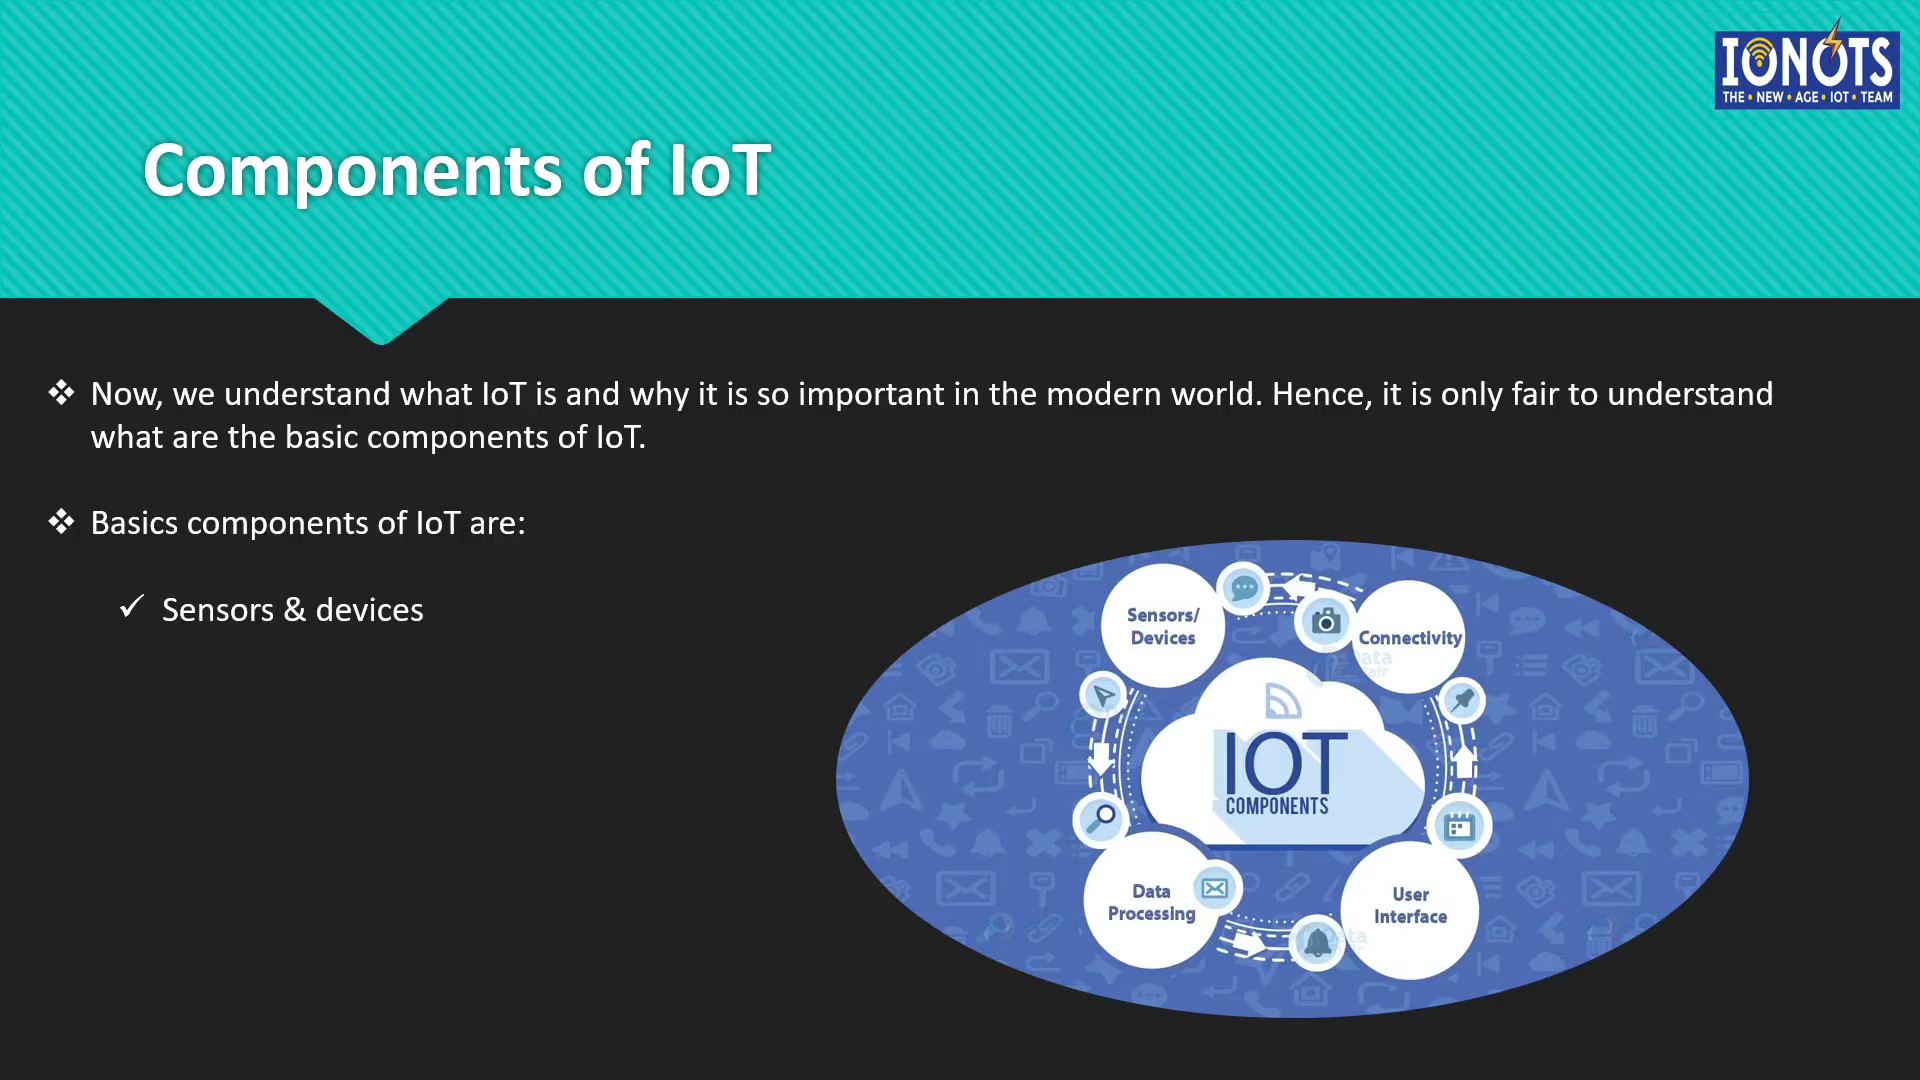 IONOTS
THE • NEW • AGE • IOT • TEAM
Components of IoT
❖ Now, we understand what IoT is and why it is so important in the modern world. Hence, it is only fair to understand
what are the basic components of IoT.
❖ Basics components of IoT are:
✓ Sensors & devices
Sensors/
Devices
Connectivity
IOT
COMPONENTS
Data
Processing
User
Interface